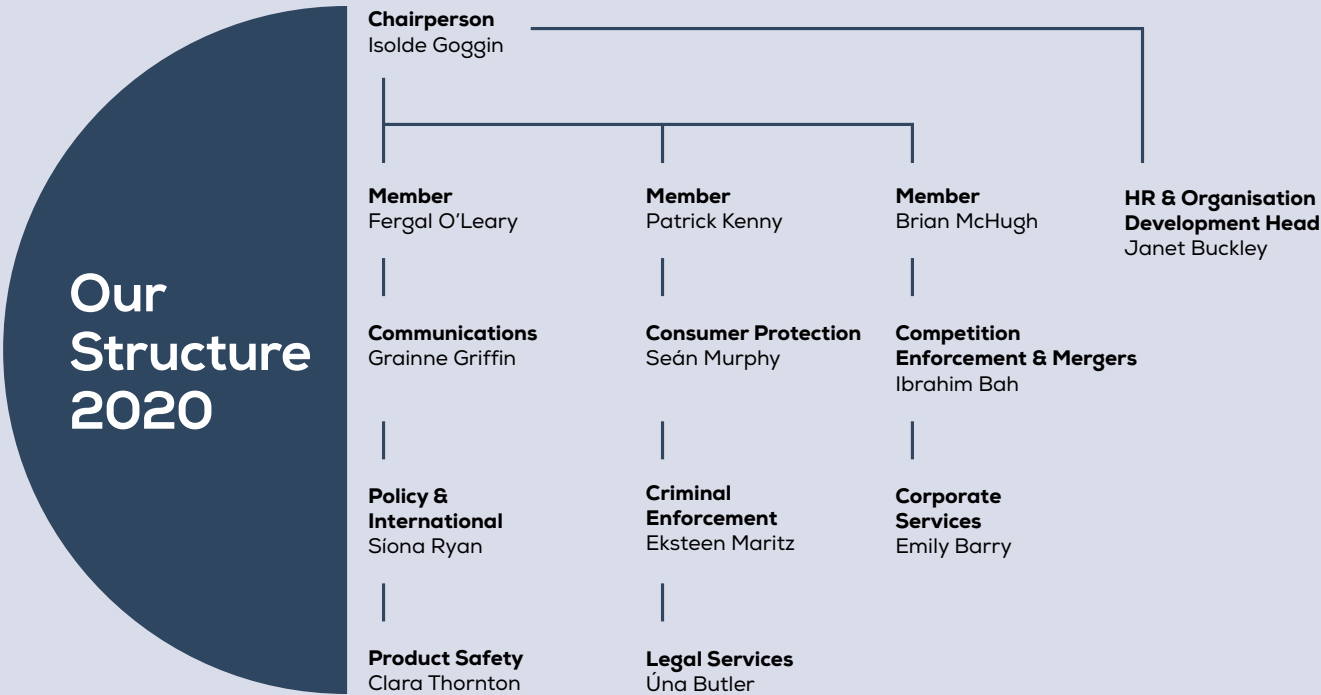 Our
Structure
2020
Chairperson
Isolde Goggin
Member
Fergal O’Leary
Member
Patrick Kenny
Member
Brian McHugh
HR & Organisation
Development Head
Janet Buckley
Communications
Grainne Griffin
Consumer Protection
Seán Murphy
Competition
Enforcement & Mergers
Ibrahim Bah
Policy &
International
Síona Ryan
Criminal
Enforcement
Eksteen Maritz
Corporate
Services
Emily Barry
Product Safety
Clara Thornton
Legal Services
Úna Butler